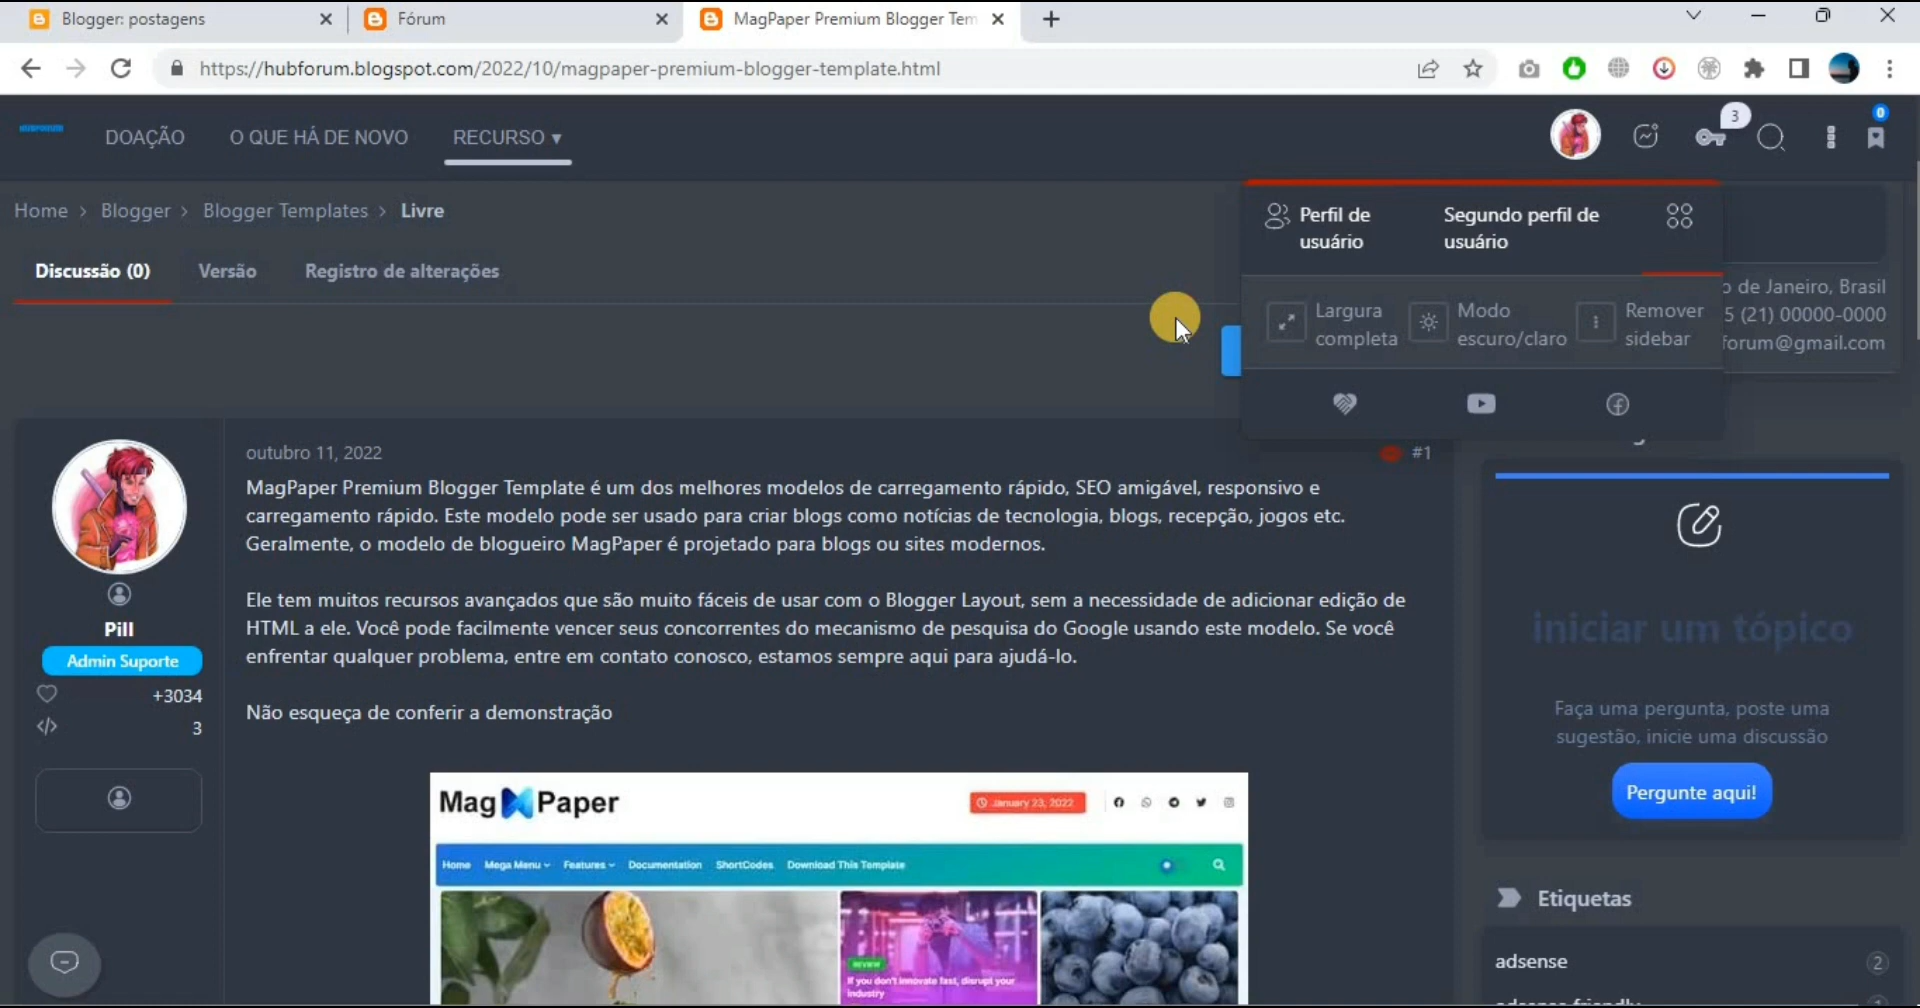 Blogger: postagens
Fórum
MagPaper Premium Blogger Tem
https://hubforum.blogspot.com/2022/10/magpaper-premium-blogger-template.html
HUBFORUM
DOAÇÃO
O QUE HÁ DE NOVO
RECURSO ▾
3
0
Home > Blogger > Blogger Templates > Livre
Perfil de
usuário
Segundo perfil de
usuário
Discussão (0)
Versão
Registro de alterações
Largura
completa
Modo
escuro/claro
Remover
sidebar
de Janeiro, Brasil
5 (21) 00000-0000
forum@gmail.com
outubro 11, 2022
#1
MagPaper Premium Blogger Template é um dos melhores modelos de carregamento rápido, SEO amigável, responsivo e
carregamento rápido. Este modelo pode ser usado para criar blogs como notícias de tecnologia, blogs, recepção, jogos etc.
Geralmente, o modelo de blogueiro MagPaper é projetado para blogs ou sites modernos.
Ele tem muitos recursos avançados que são muito fáceis de usar com o Blogger Layout, sem a necessidade de adicionar edição de
HTML a ele. Você pode facilmente vencer seus concorrentes do mecanismo de pesquisa do Google usando este modelo. Se você
enfrentar qualquer problema, entre em contato conosco, estamos sempre aqui para ajudá-lo.
Não esqueça de conferir a demonstração
Pill
Admin Suporte
+3034
3
iniciar um tópico
Faça uma pergunta, poste uma
sugestão, inicie uma discussão
Pergunte aqui!
Mag Paper
January 23, 2022
Home Mega Menu Features Documentation ShortCodes Download This Template
REVIEW
If you don't innovate fast, disrupt your
industry
Etiquetas
adsense
2